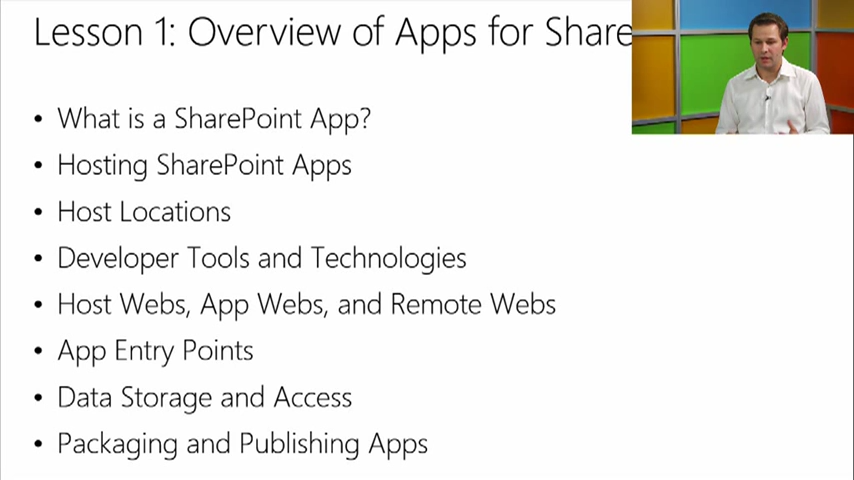 Lesson 1: Overview of Apps for Share
• What is a SharePoint App?
• Hosting SharePoint Apps
• Host Locations
• Developer Tools and Technologies
• Host Webs, App Webs, and Remote Webs
• App Entry Points
• Data Storage and Access
• Packaging and Publishing Apps